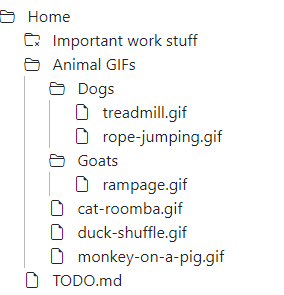 Home
Important work stuff
Animal GIFs
Dogs
treadmill.gif
rope-jumping.gif
Goats
rampage.gif
cat-roomba.gif
duck-shuffle.gif
monkey-on-a-pig.gif
TODO.md